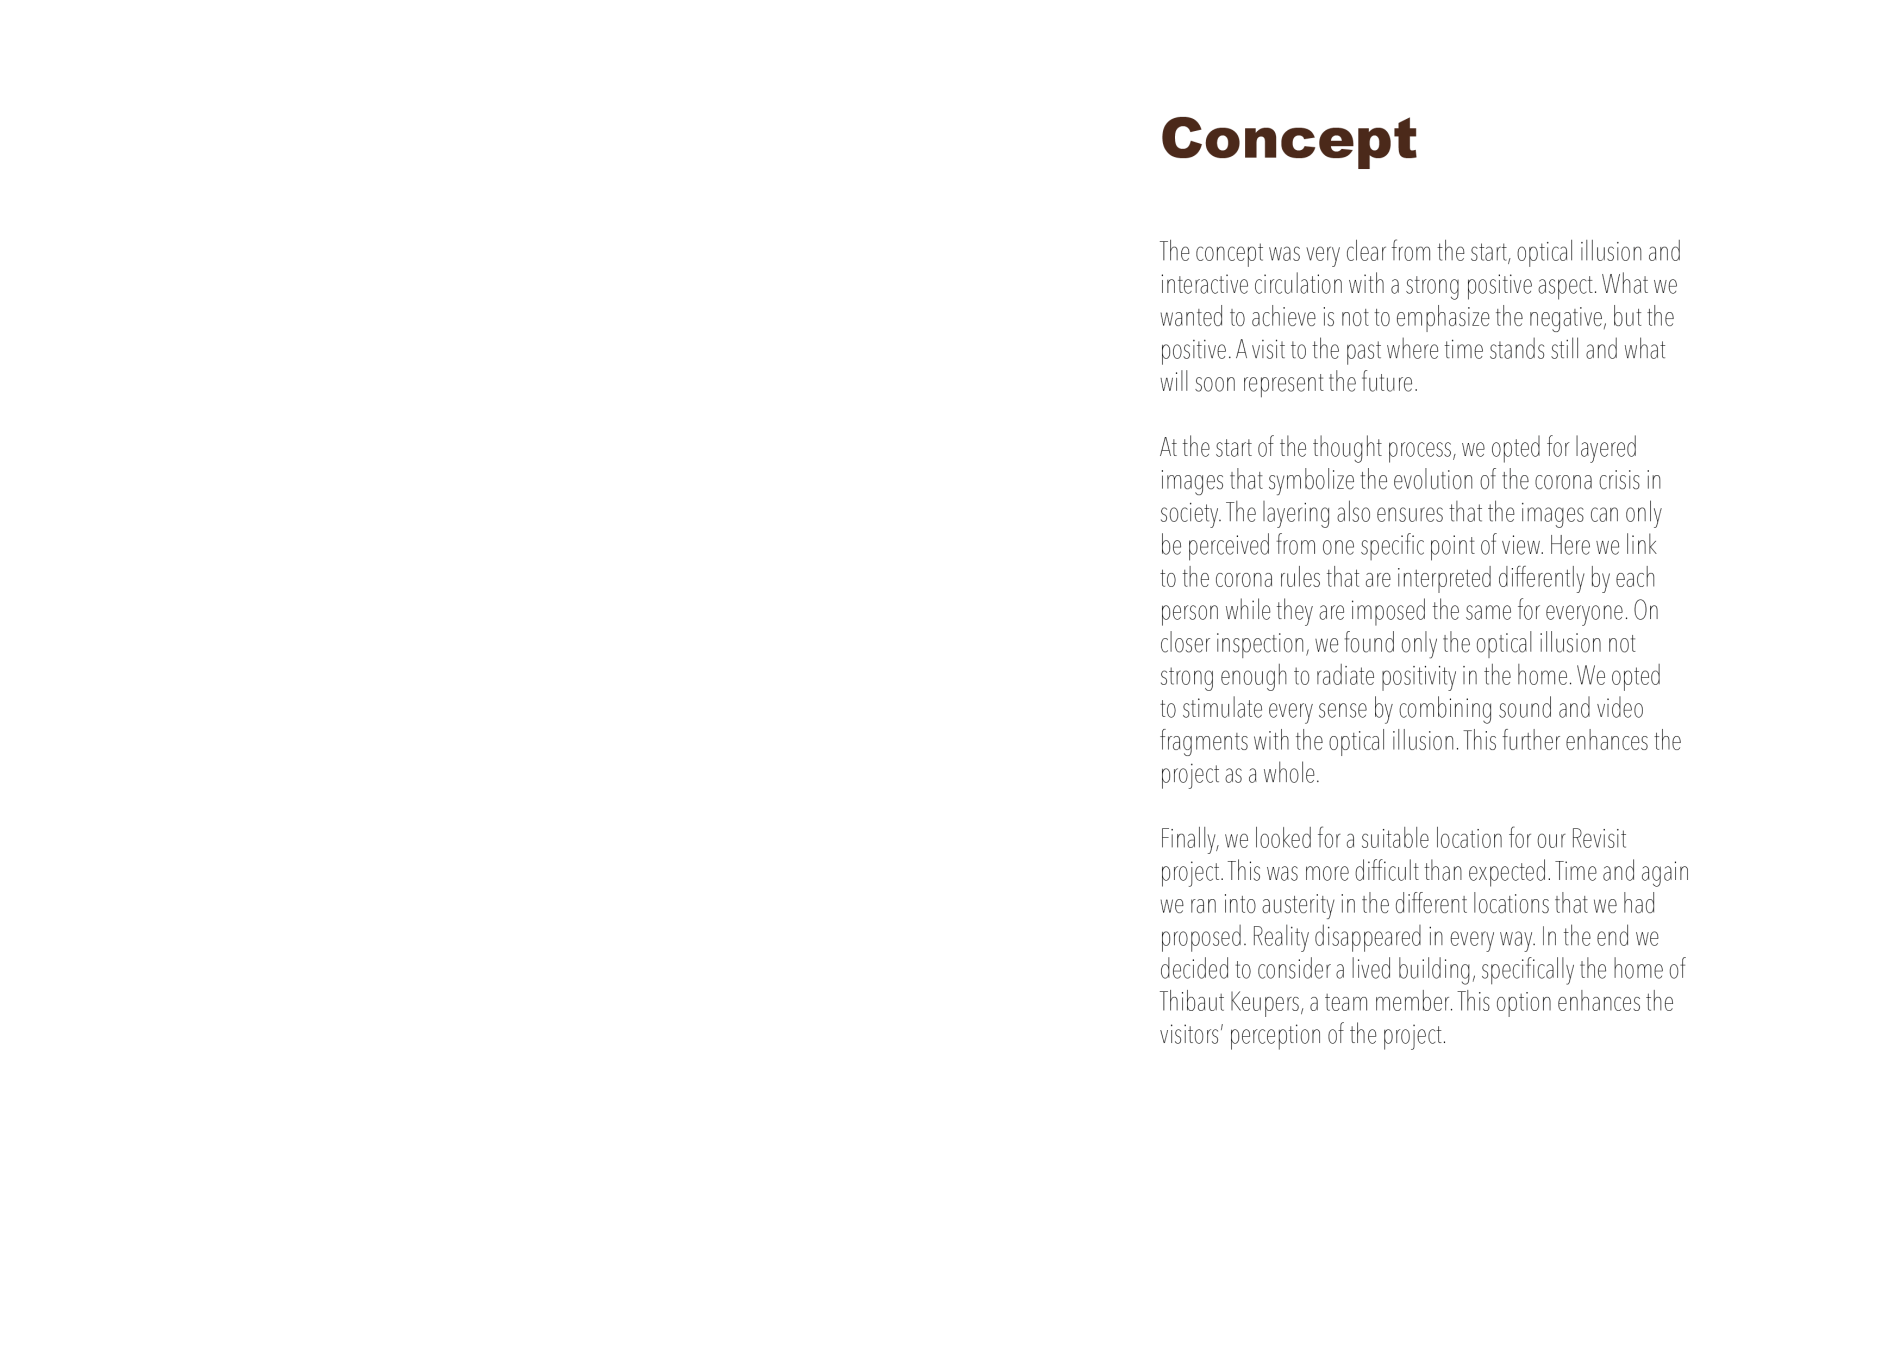 Concept
The concept was very clear from the start, optical illusion and
interactive circulation with a strong positive aspect. What we
wanted to achieve is not to emphasize the negative, but the
positive. A visit to the past where time stands still and what
will soon represent the future.
At the start of the thought process, we opted for layered
images that symbolize the evolution of the corona crisis in
society. The layering also ensures that the images can only
be perceived from one specific point of view. Here we link
to the corona rules that are interpreted differently by each
person while they are imposed the same for everyone. On
closer inspection, we found only the optical illusion not
strong enough to radiate positivity in the home. We opted
to stimulate every sense by combining sound and video
fragments with the optical illusion. This further enhances the
project as a whole.
Finally, we looked for a suitable location for our Revisit
project. This was more difficult than expected. Time and again
we ran into austerity in the different locations that we had
proposed. Reality disappeared in every way. In the end we
decided to consider a lived building, specifically the home of
Thibaut Keupers, a team member. This option enhances the
visitors’ perception of the project.